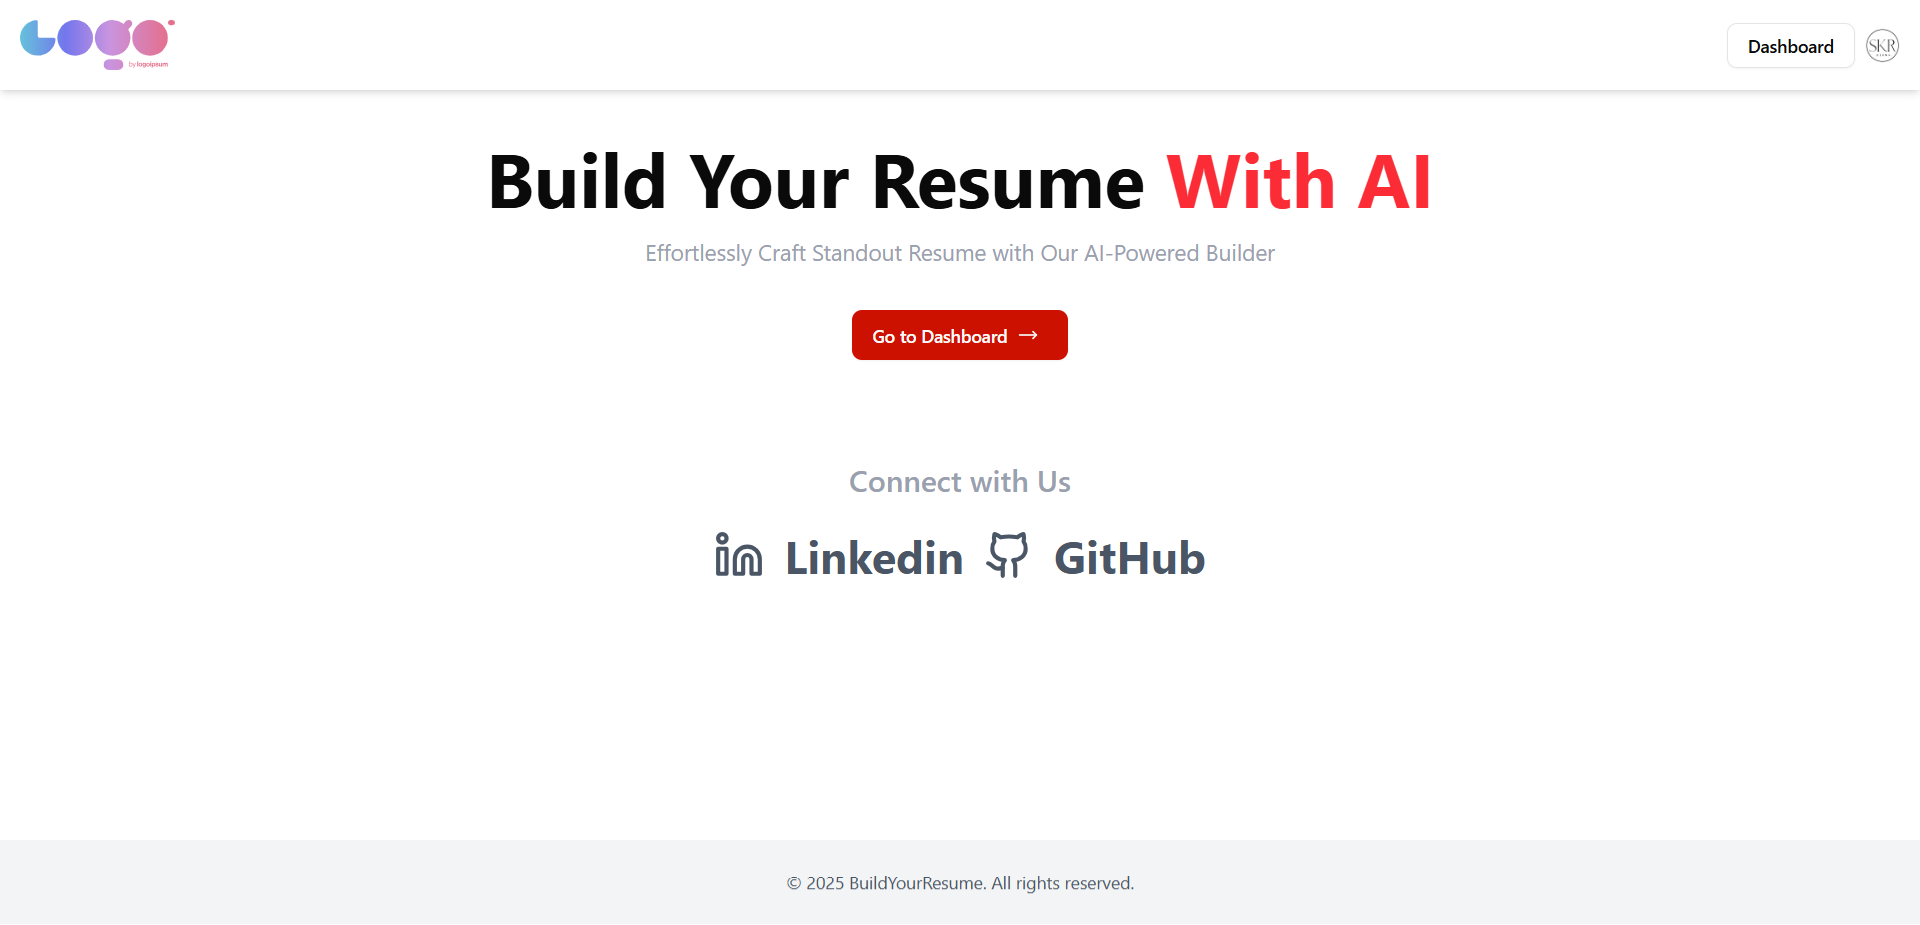 Logo
by logoipsum
Dashboard
SKR
Build Your Resume With AI
Effortlessly Craft Standout Resume with Our AI-Powered Builder
Go to Dashboard →
Connect with Us
Linkedin GitHub
© 2025 BuildYourResume. All rights reserved.